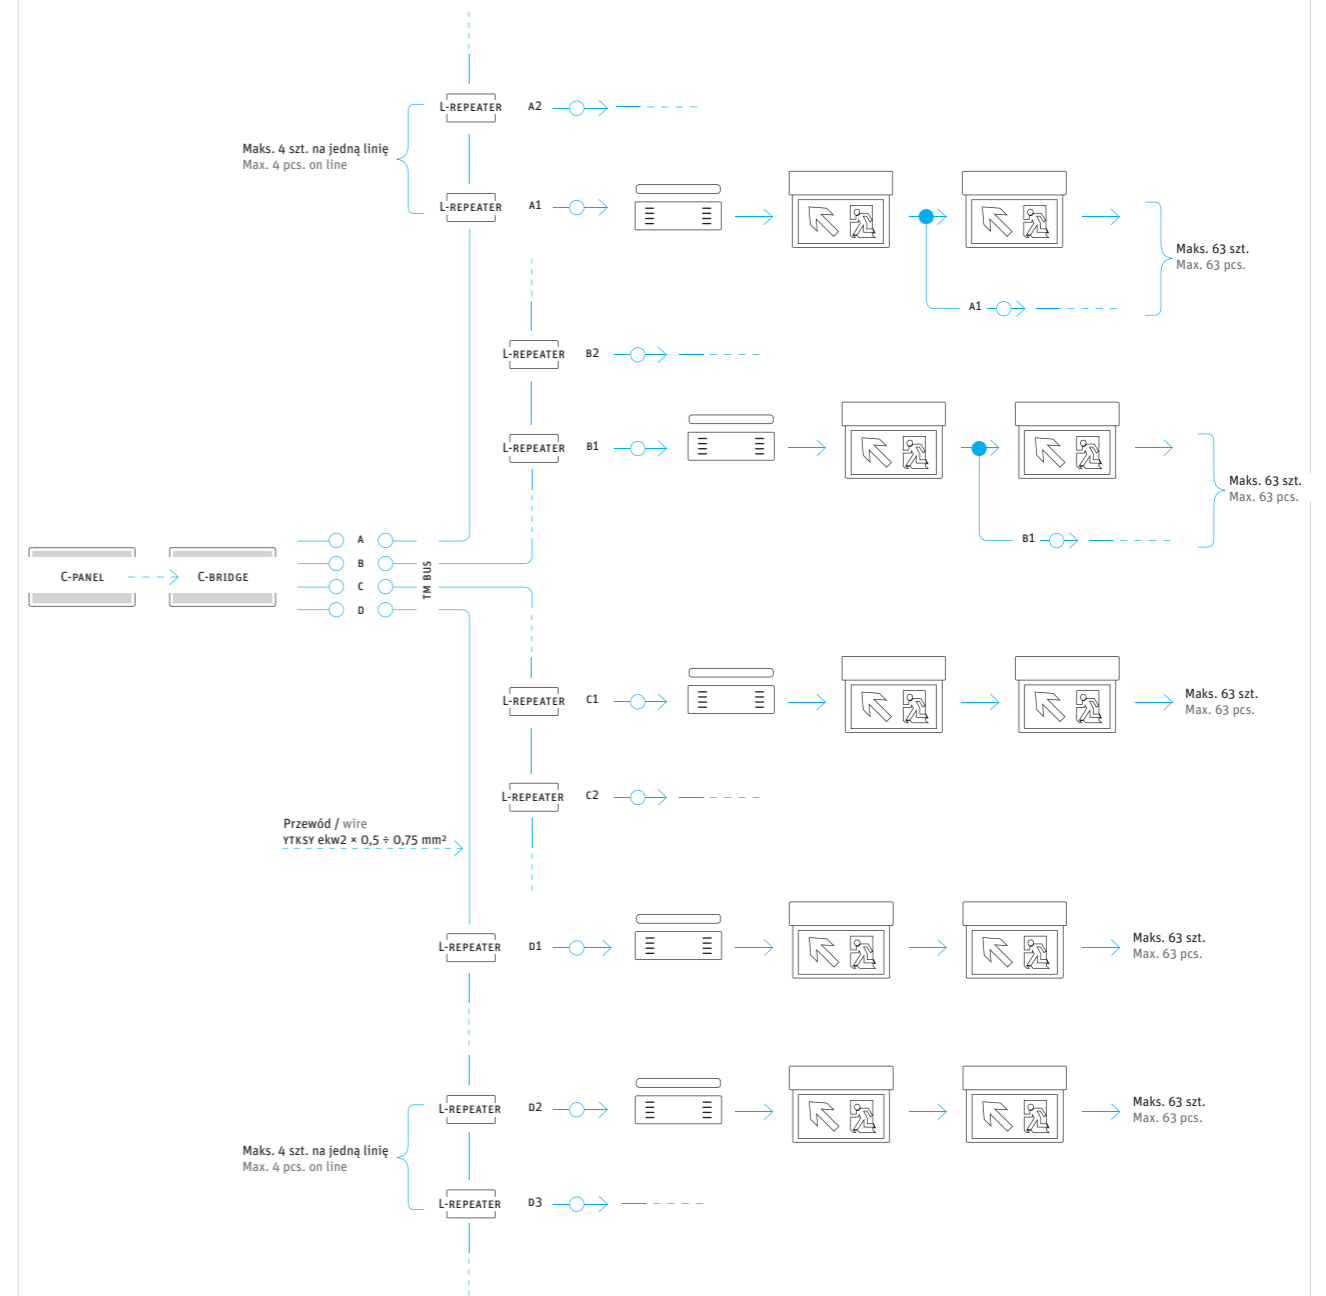 L-REPEATER A2
Maks. 4 szt. na jedną linię
Max. 4 pcs. on line
L-REPEATER A1
Maks. 63 szt.
Max. 63 pcs.
A1
L-REPEATER B2
L-REPEATER B1
Maks. 63 szt.
Max. 63 pcs.
B1
A
B
C
D
TM BUS
C-PANEL
C-BRIDGE
L-REPEATER C1
Maks. 63 szt.
Max. 63 pcs.
L-REPEATER C2
Przewód / wire
YTKSY ekw2 × 0,5 ÷ 0,75 mm²
L-REPEATER D1
Maks. 63 szt.
Max. 63 pcs.
L-REPEATER D2
Maks. 63 szt.
Max. 63 pcs.
Maks. 4 szt. na jedną linię
Max. 4 pcs. on line
L-REPEATER D3